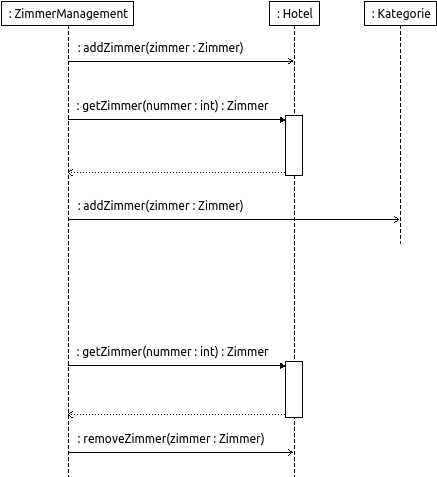 : ZimmerManagement
: Hotel
: Kategorie
: addZimmer(zimmer : Zimmer)
: getZimmer(nummer : int) : Zimmer
: addZimmer(zimmer : Zimmer)
: getZimmer(nummer : int) : Zimmer
: removeZimmer(zimmer : Zimmer)